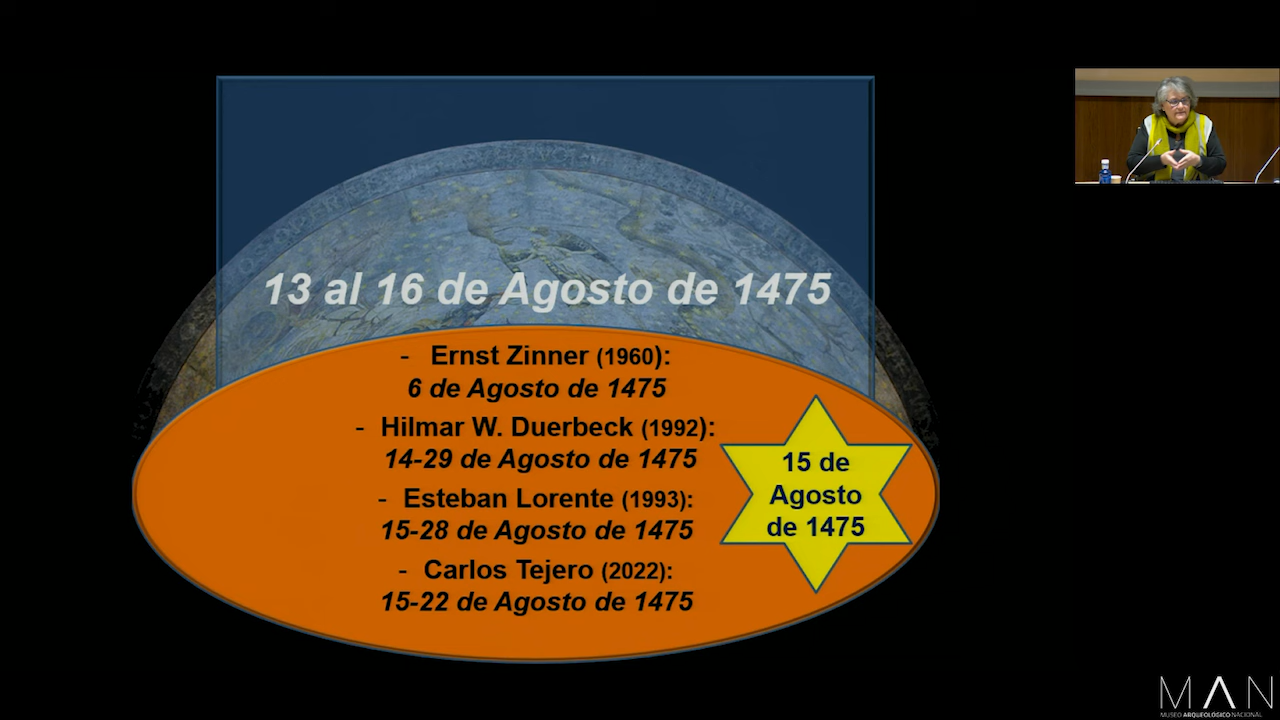 13 al 16 de Agosto de 1475
- Ernst Zinner (1960):
6 de Agosto de 1475
- Hilmar W. Duerbeck (1992):
14-29 de Agosto de 1475
- Esteban Lorente (1993):
15-28 de Agosto de 1475
- Carlos Tejero (2022):
15-22 de Agosto de 1475
15 de
Agosto
de 1475
MAN
MUSEO ARQUEOLÓGICO NACIONAL